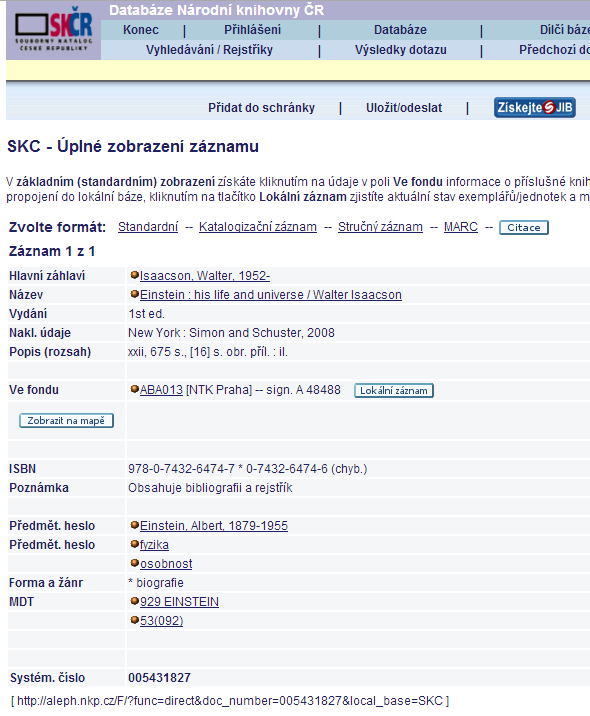 SKČR
SOUBORNÝ KATALOG
ČESKÉ REPUBLIKY
Databáze Národní knihovny ČR
Konec | Přihlášení | Databáze | Dílčí báze
Vyhledávání / Rejstříky | Výsledky dotazu | Předchozí do
Přidat do schránky | Uložit/odeslat | Získejte S JIB
SKC - Úplné zobrazení záznamu
V základním (standardním) zobrazení získáte kliknutím na údaje v poli Ve fondu informace o příslušné knih
propojení do lokální báze, kliknutím na tlačítko Lokální záznam zjistíte aktuální stav exemplářů/jednotek a m
Zvolte formát: Standardní -- Katalogizační záznam -- Stručný záznam -- MARC -- Citace
Záznam 1 z 1
Hlavní záhlaví Isaacson, Walter, 1952-
Název Einstein : his life and universe / Walter Isaacson
Vydání 1st ed.
Nakl. údaje New York : Simon and Schuster, 2008
Popis (rozsah) xxii, 675 s., [16] s. obr. příl. : il.
Ve fondu ABA013 [NTK Praha] -- sign. A 48488 Lokální záznam
Zobrazit na mapě
ISBN 978-0-7432-6474-7 * 0-7432-6474-6 (chyb.)
Poznámka Obsahuje bibliografii a rejstřík
Předmět. heslo Einstein, Albert, 1879-1955
Předmět. heslo fyzika
osobnost
Forma a žánr * biografie
MDT 929 EINSTEIN
53(092)
Systém. číslo 005431827
[ http://aleph.nkp.cz/F/?func=direct&doc_number=005431827&local_base=SKC ]